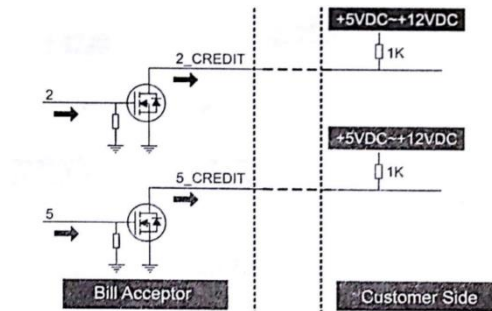 +5VDC~+12VDC
2_CREDIT
1K
2
+5VDC~+12VDC
5_CREDIT
1K
5
Bill Acceptor
Customer Side